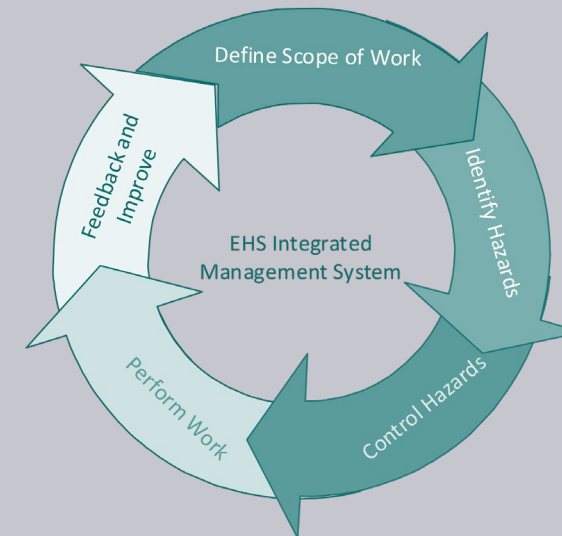 Define Scope of Work
Identify Hazards
Control Hazards
Perform Work
Feedback and
Improve
EHS Integrated
Management System